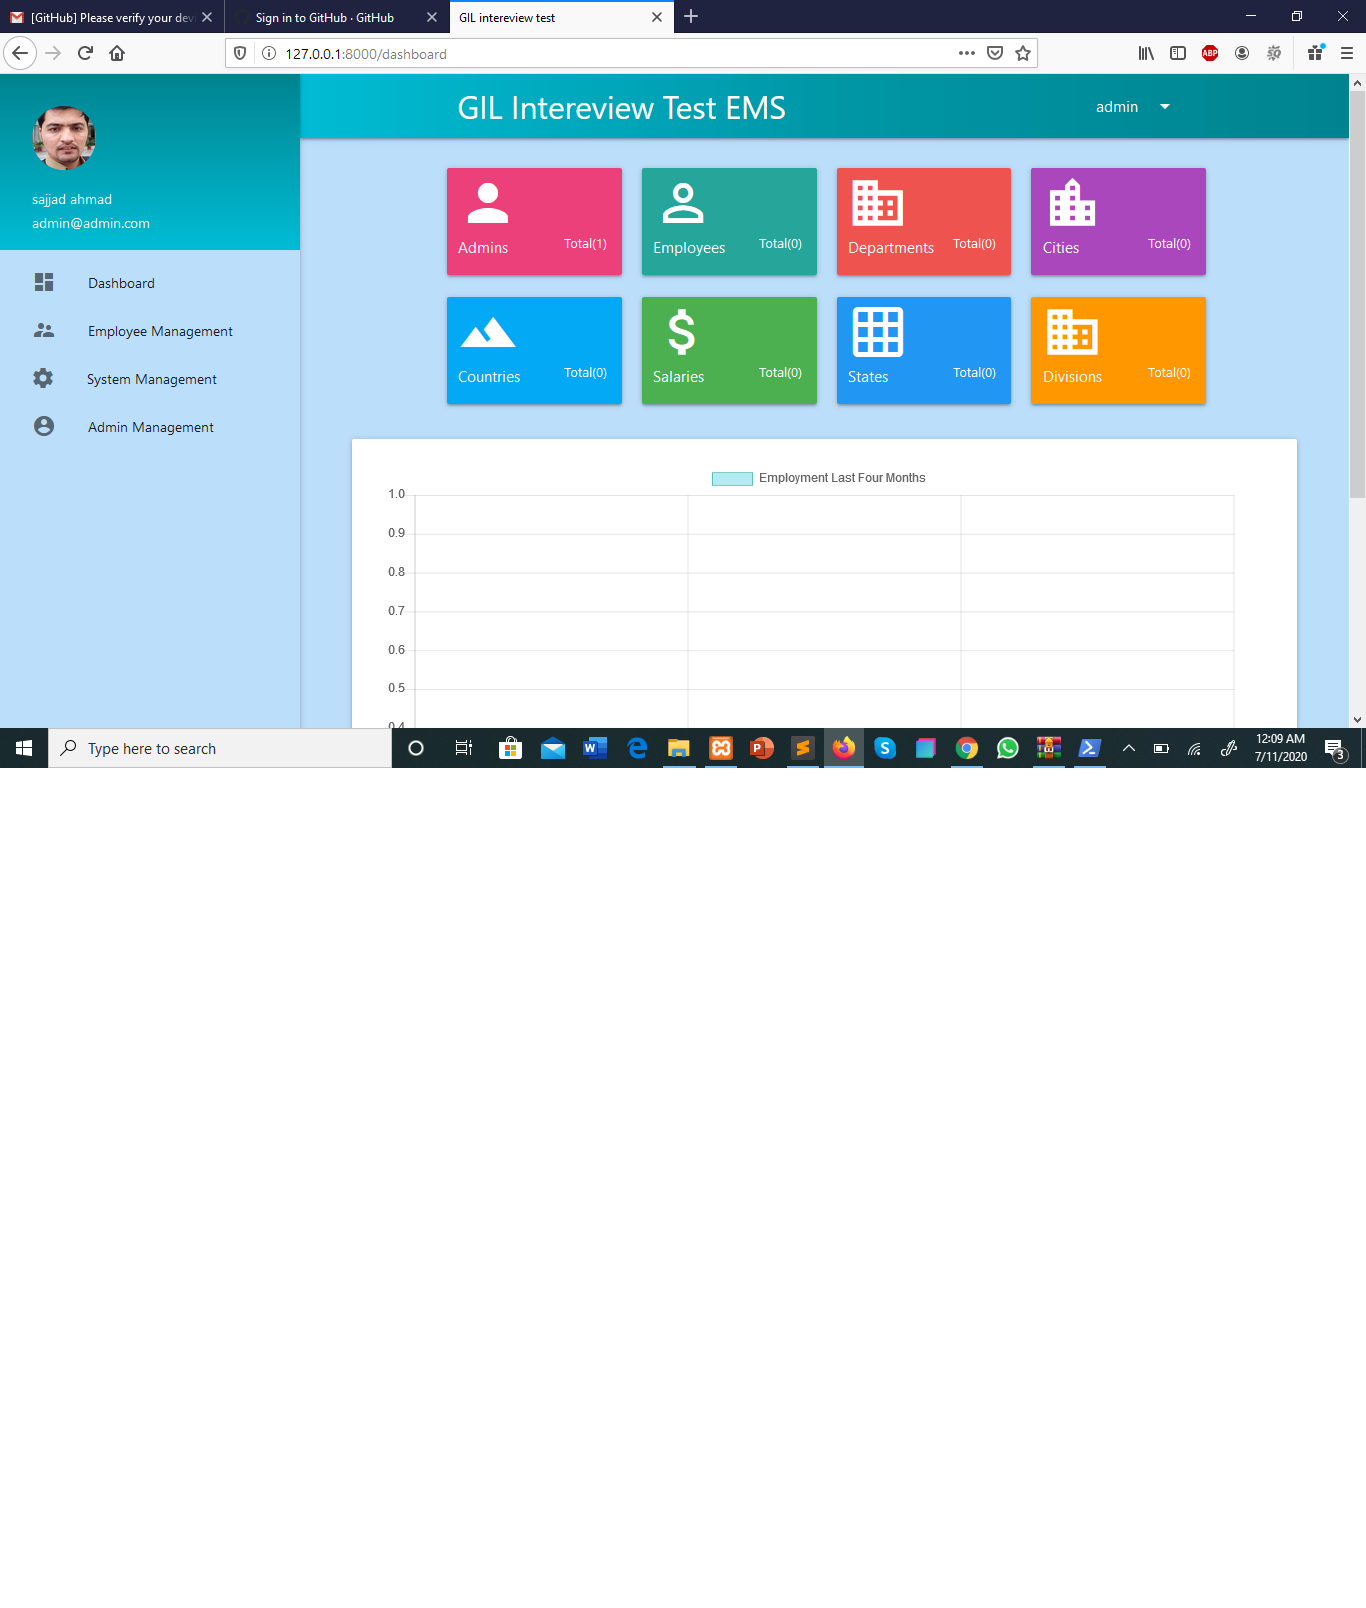 [GitHub] Please verify your dev
Sign in to GitHub · GitHub
GIL intereview test
127.0.0.1:8000/dashboard
ABP
GIL Intereview Test EMS
admin
sajjad ahmad
admin@admin.com
Dashboard
Employee Management
System Management
Admin Management
Admins Total(1)
Employees Total(0)
Departments Total(0)
Cities Total(0)
Countries Total(0)
Salaries Total(0)
States Total(0)
Divisions Total(0)
Employment Last Four Months
1.0
0.9
0.8
0.7
0.6
0.5
0.4
Type here to search
12:09 AM
7/11/2020
3